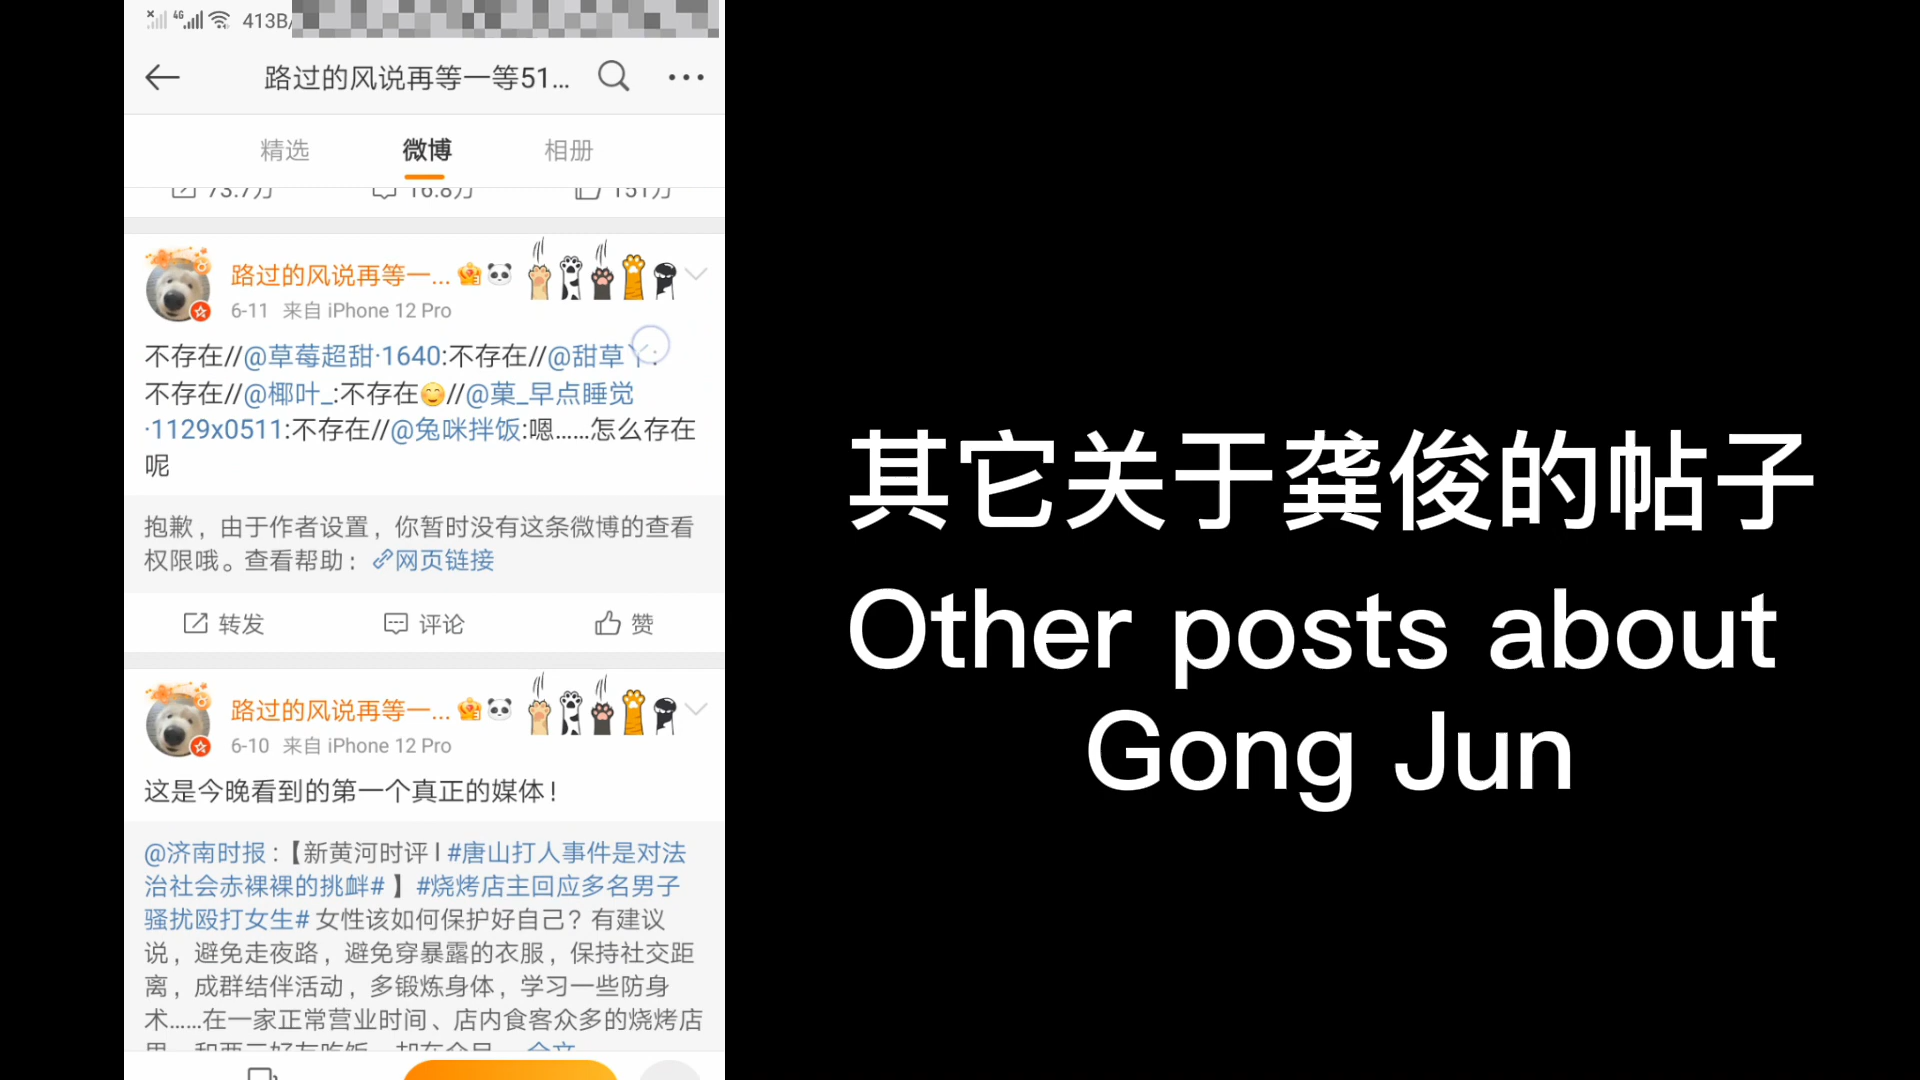 4G 413B/
路过的风说再等一等51...
精选 微博 相册
73.7万 16.8万 151万
路过的风说再等一...
6-11 来自 iPhone 12 Pro
不存在//@草莓超甜·1640:不存在//@甜草丫:
不存在//@椰叶_:不存在😊//@菓_早点睡觉
·1129x0511:不存在//@兔咪拌饭:嗯......怎么存在
呢
抱歉，由于作者设置，你暂时没有这条微博的查看
权限哦。查看帮助：网页链接
转发 评论 赞
路过的风说再等一...
6-10 来自 iPhone 12 Pro
这是今晚看到的第一个真正的媒体！
@济南时报：【新黄河时评 | #唐山打人事件是对法
治社会赤裸裸的挑衅#】#烧烤店主回应多名男子
骚扰殴打女生# 女性该如何保护好自己？有建议
说，避免走夜路，避免穿暴露的衣服，保持社交距
离，成群结伴活动，多锻炼身体，学习一些防身
术......在一家正常营业时间、店内食客众多的烧烤店
其它关于龚俊的帖子
Other posts about
Gong Jun